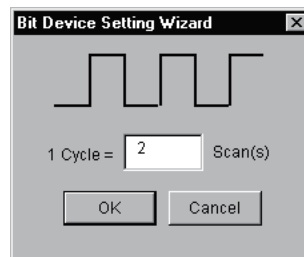 Bit Device Setting Wizard
1 Cycle = 2 Scan(s)
OK Cancel